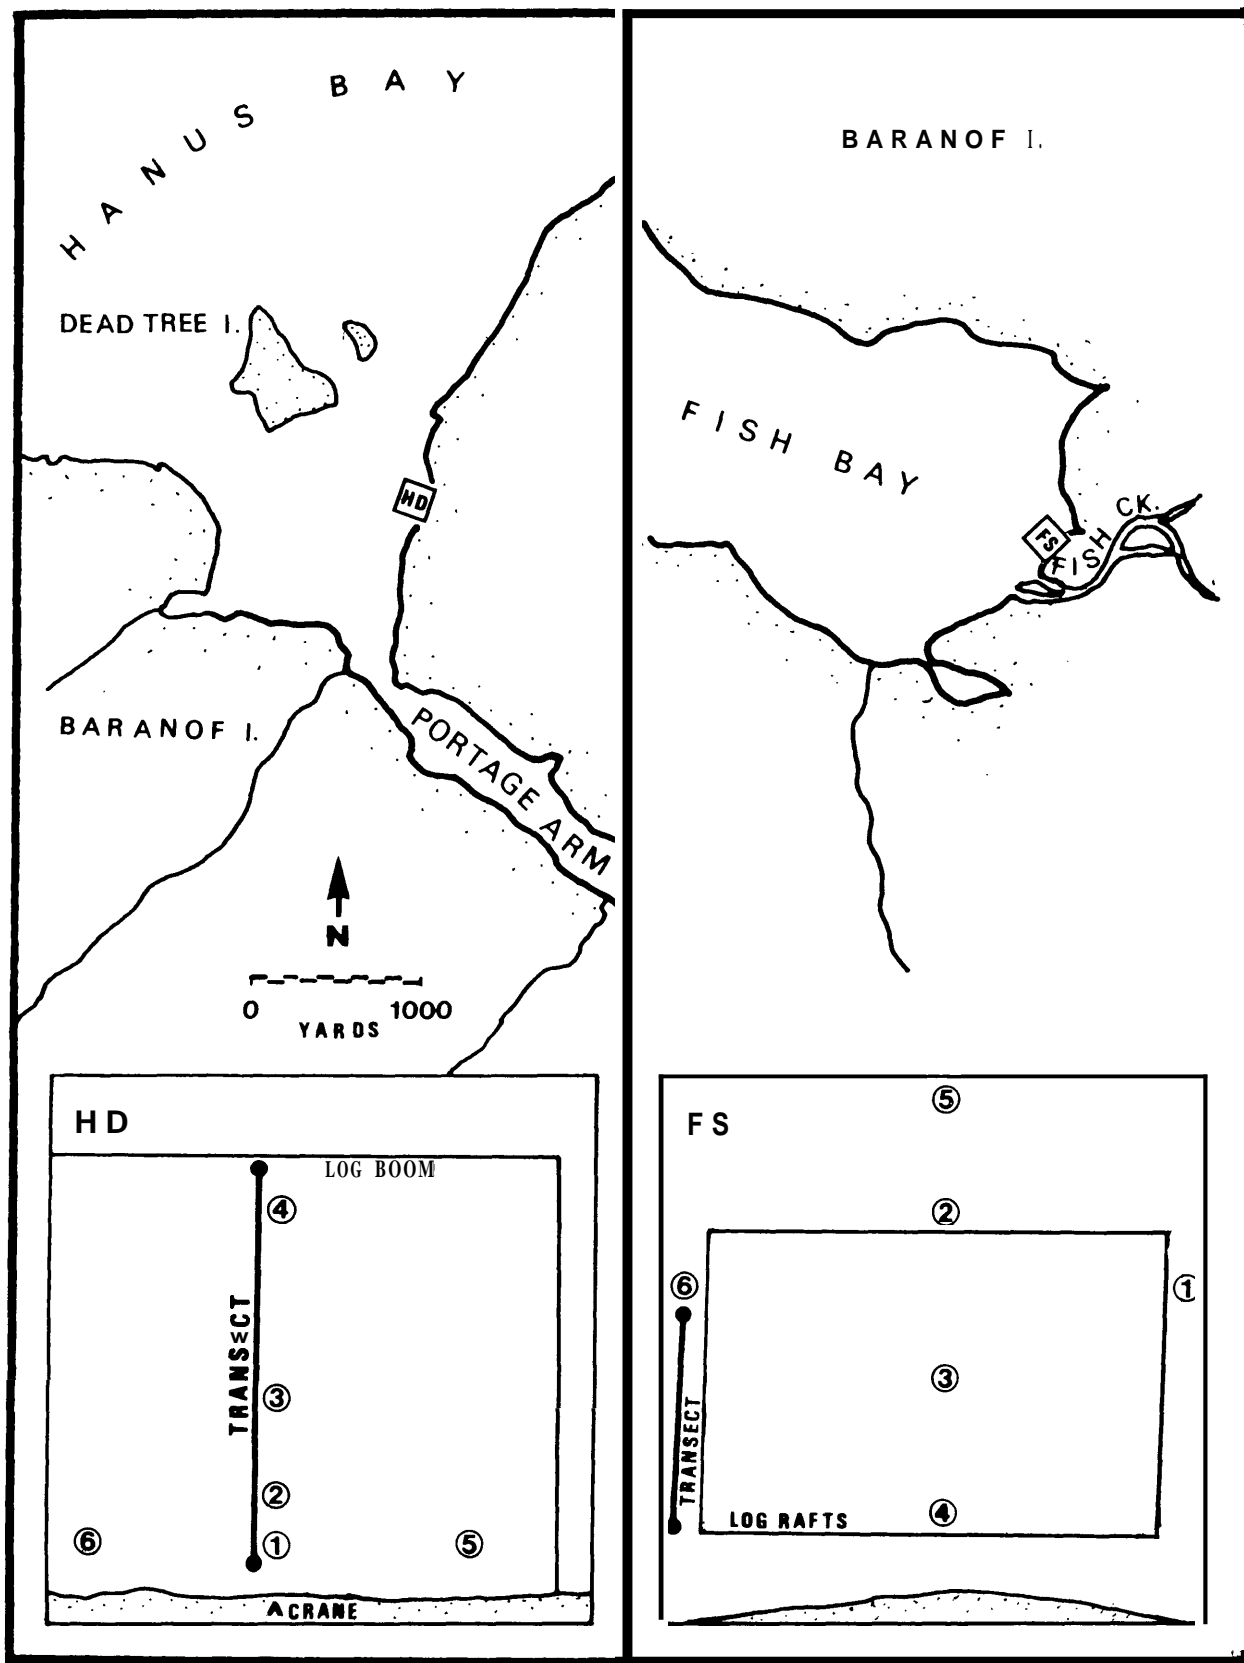 HANUS BAY
DEAD TREE I.
HD
BARANOF I.
PORTAGE ARM
N
0 1000
YARDS
HD
LOG BOOM
④
TRANSECT
③
②
①
⑥
⑤
CRANE
BARANOF I.
FISH BAY
FISH CK.
FS
FS
⑤
②
⑥
①
③
TRANSECT
④
LOG RAFTS